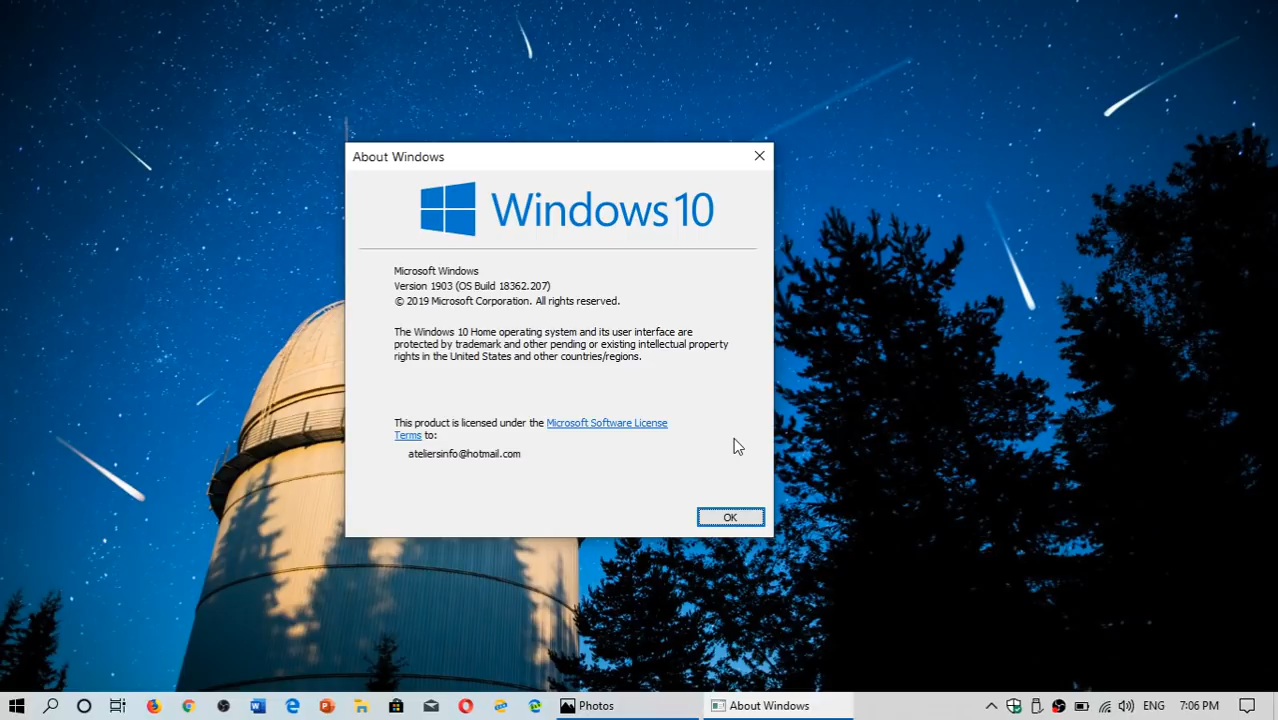 About Windows
Windows 10
Microsoft Windows
Version 1903 (OS Build 18362.207)
© 2019 Microsoft Corporation. All rights reserved.
The Windows 10 Home operating system and its user interface are
protected by trademark and other pending or existing intellectual property
rights in the United States and other countries/regions.
This product is licensed under the Microsoft Software License
Terms to:
ateliersinfo@hotmail.com
OK
Photos
About Windows
ENG
7:06 PM